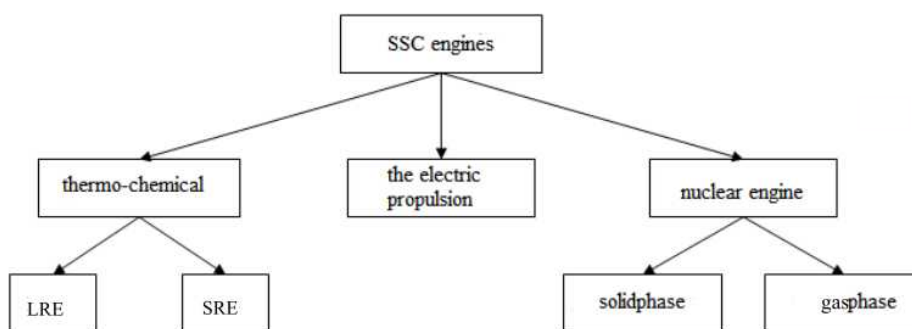 SSC engines
thermo-chemical
the electric
propulsion
nuclear engine
LRE
SRE
solidphase
gasphase